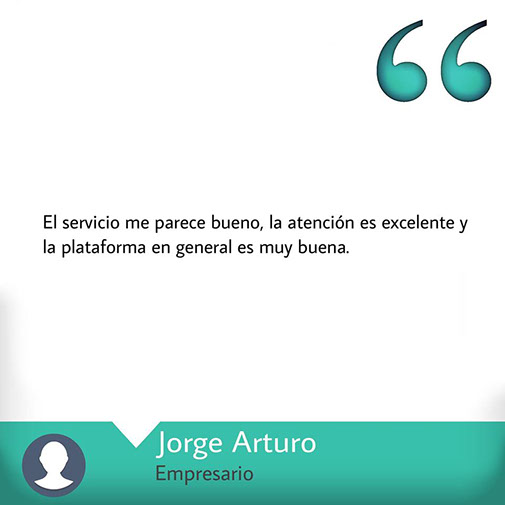 El servicio me parece bueno, la atención es excelente y
la plataforma en general es muy buena.
Jorge Arturo
Empresario